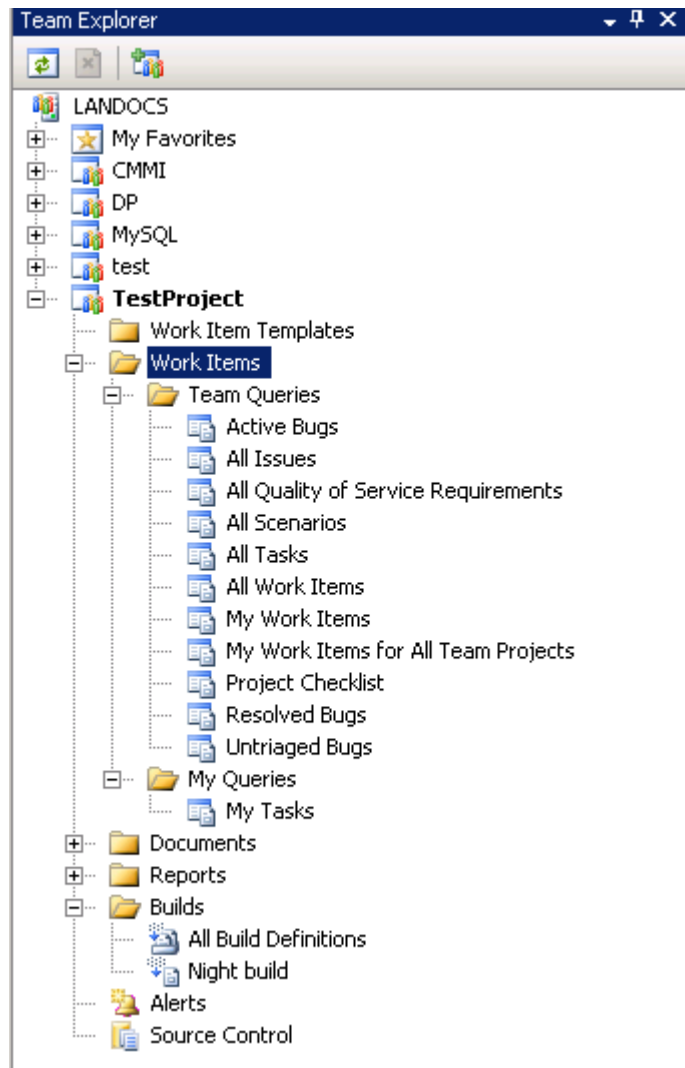 Team Explorer
LANDOCS
My Favorites
CMMI
DP
MySQL
test
TestProject
Work Item Templates
Work Items
Team Queries
Active Bugs
All Issues
All Quality of Service Requirements
All Scenarios
All Tasks
All Work Items
My Work Items
My Work Items for All Team Projects
Project Checklist
Resolved Bugs
Untriaged Bugs
My Queries
My Tasks
Documents
Reports
Builds
All Build Definitions
Night build
Alerts
Source Control